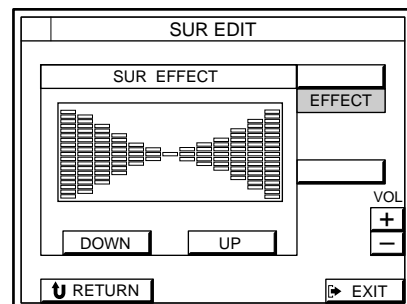 SUR EDIT
SUR EFFECT
EFFECT
VOL
+
−
DOWN
UP
RETURN
EXIT